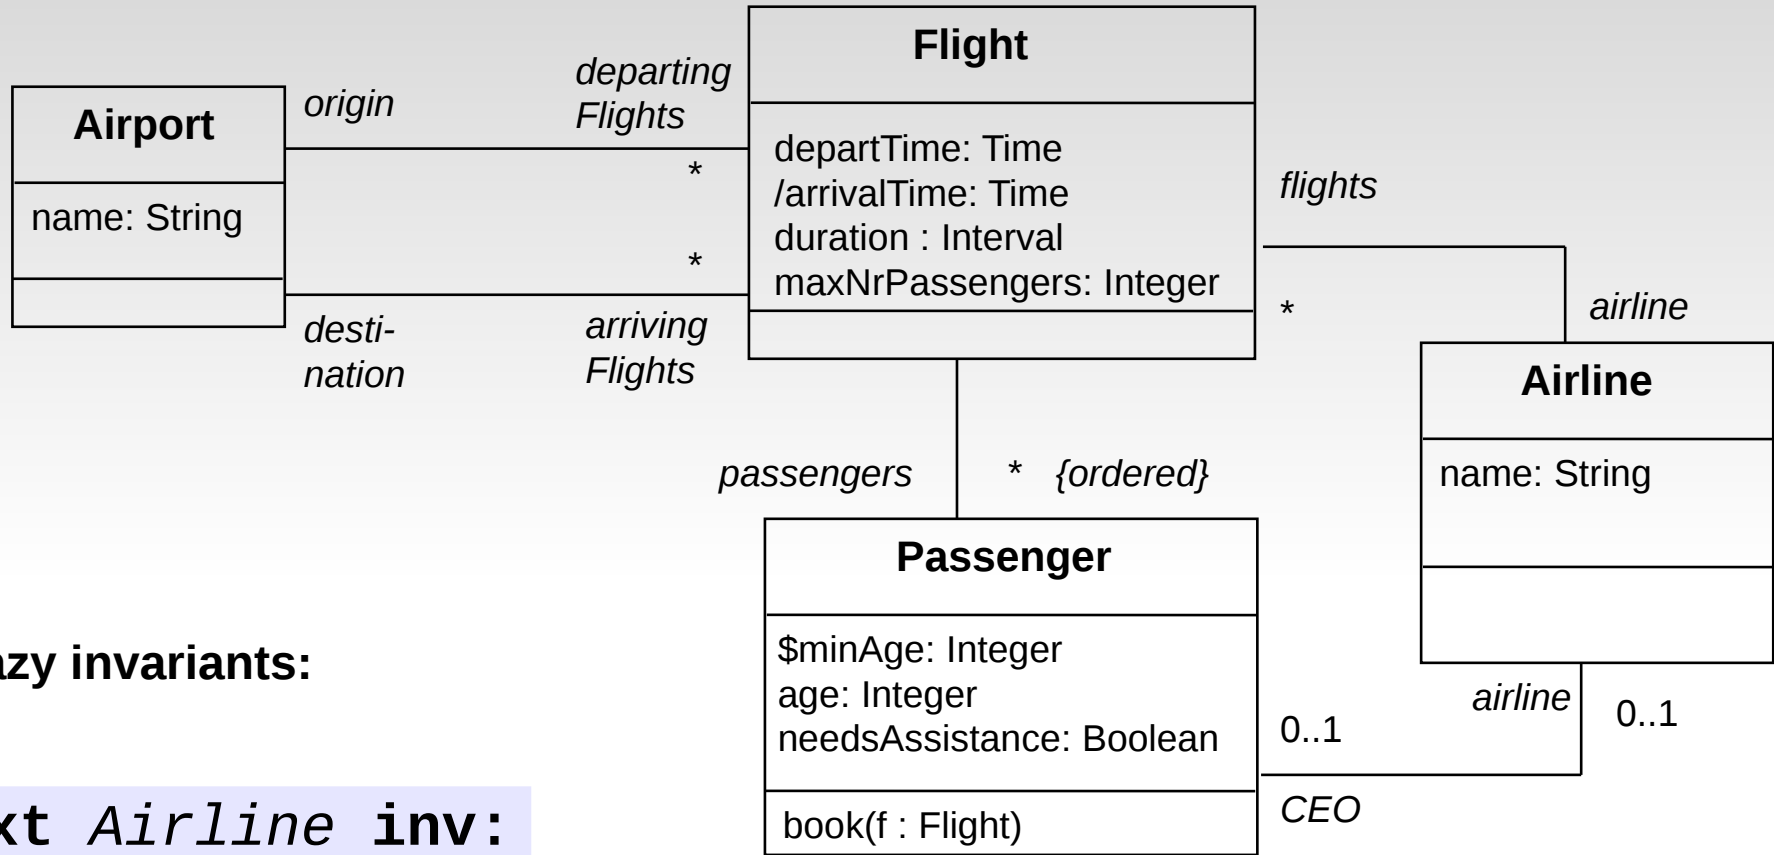 Airport
name: String
origin
departing
Flights
*
*
desti-
nation
arriving
Flights
Flight
departTime: Time
/arrivalTime: Time
duration : Interval
maxNrPassengers: Integer
flights
*
airline
Airline
name: String
passengers * {ordered}
Passenger
$minAge: Integer
age: Integer
needsAssistance: Boolean
book(f : Flight)
0..1
CEO
airline
0..1
azy invariants:
xt Airline inv: